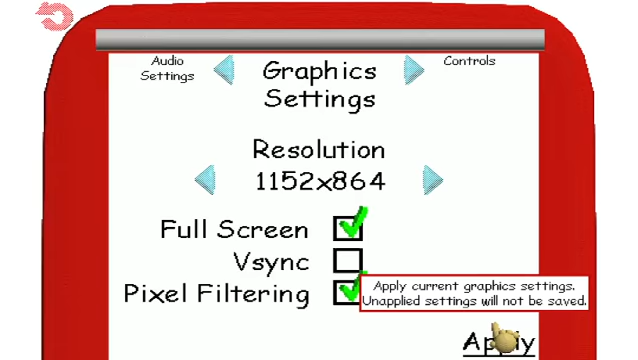 Audio
Settings
Graphics
Settings
Controls
Resolution
1152x864
Full Screen
Vsync
Pixel Filtering
Apply current graphics settings.
Unapplied settings will not be saved.
Apply